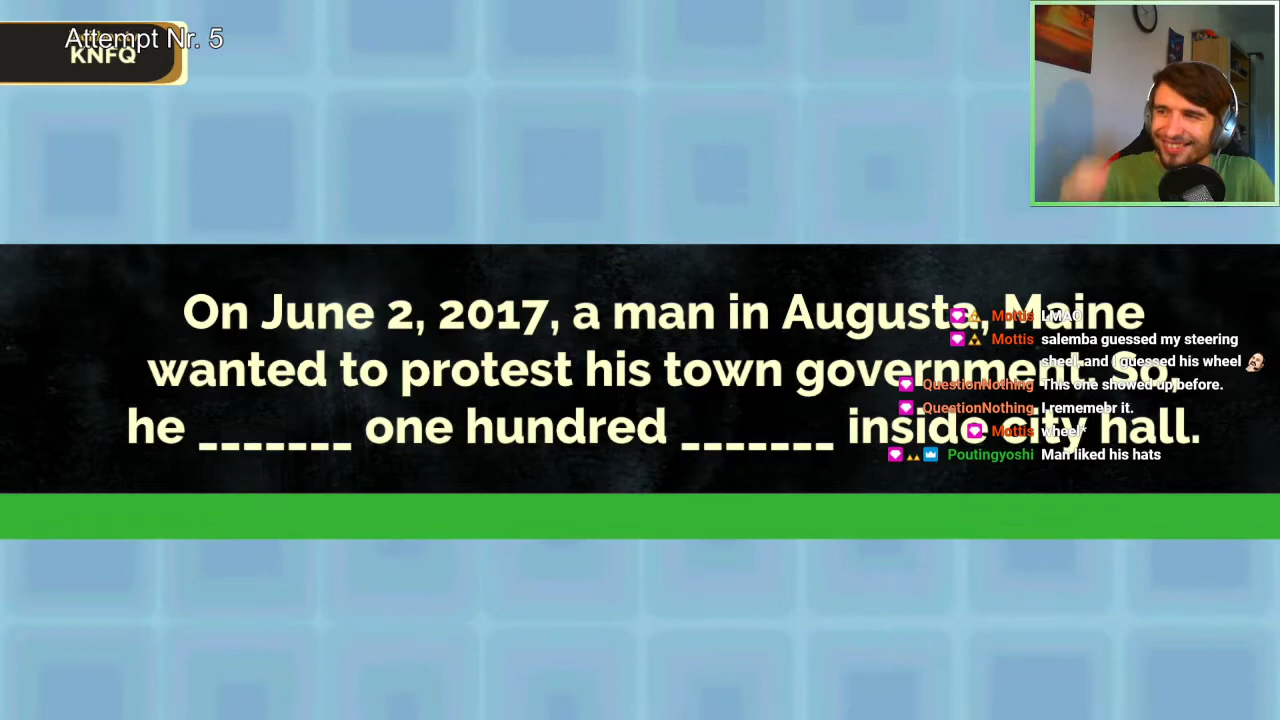 Attempt Nr. 5
KNFQ
On June 2, 2017, a man in Augusta, Maine
wanted to protest his town government. So,
he _______ one hundred _______ inside city hall.
Mottis LMAO
Mottis salemba guessed my steering
sheel and I guessed his wheel
QuestionNothing This one showed up before.
QuestionNothing I rememebr it.
Mottis wheel*
Poutingyoshi Man liked his hats